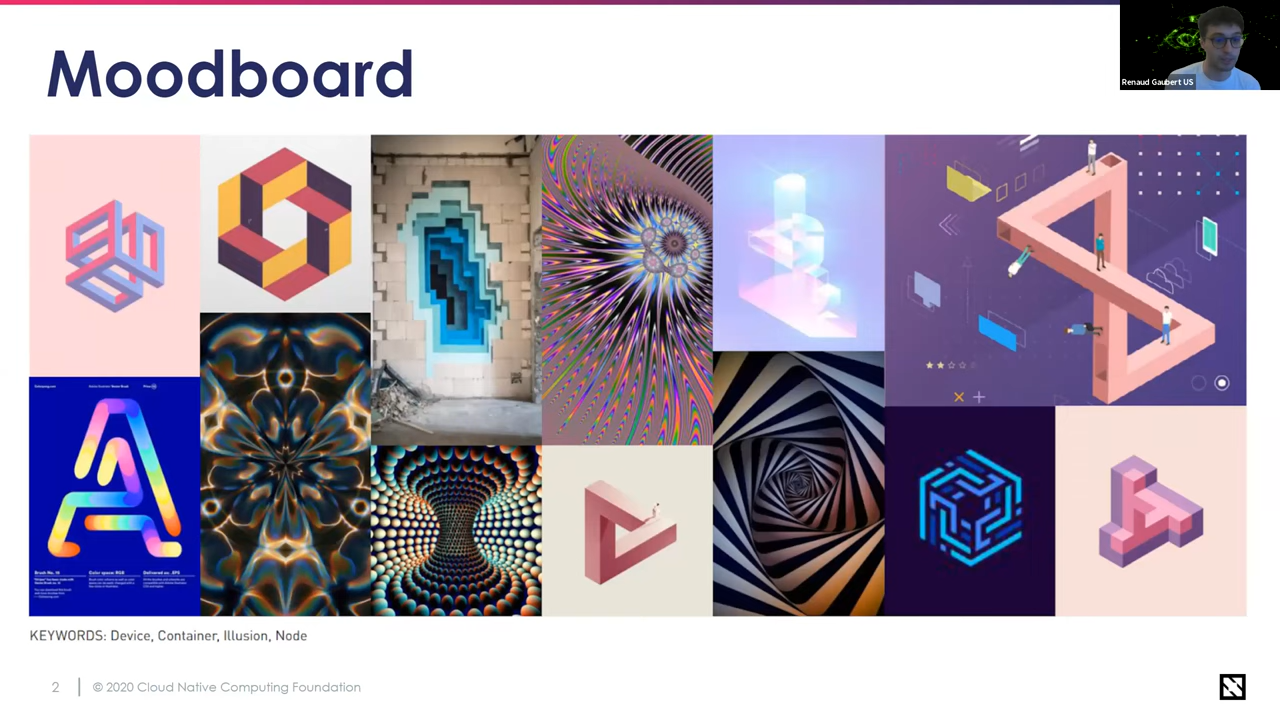 Moodboard
Renaud Gaubert US
KEYWORDS: Device, Container, Illusion, Node
2
© 2020 Cloud Native Computing Foundation